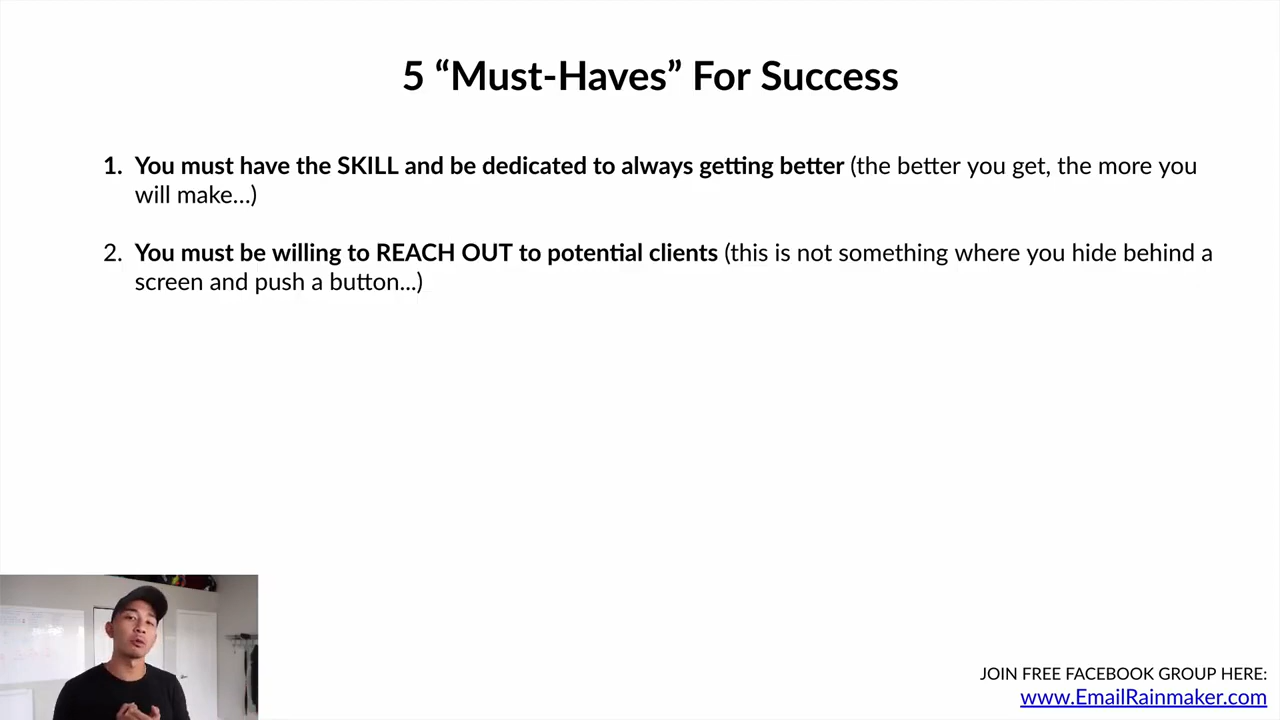 5 “Must-Haves” For Success
1. You must have the SKILL and be dedicated to always getting better (the better you get, the more you
will make...)
2. You must be willing to REACH OUT to potential clients (this is not something where you hide behind a
screen and push a button...)
JOIN FREE FACEBOOK GROUP HERE:
www.EmailRainmaker.com